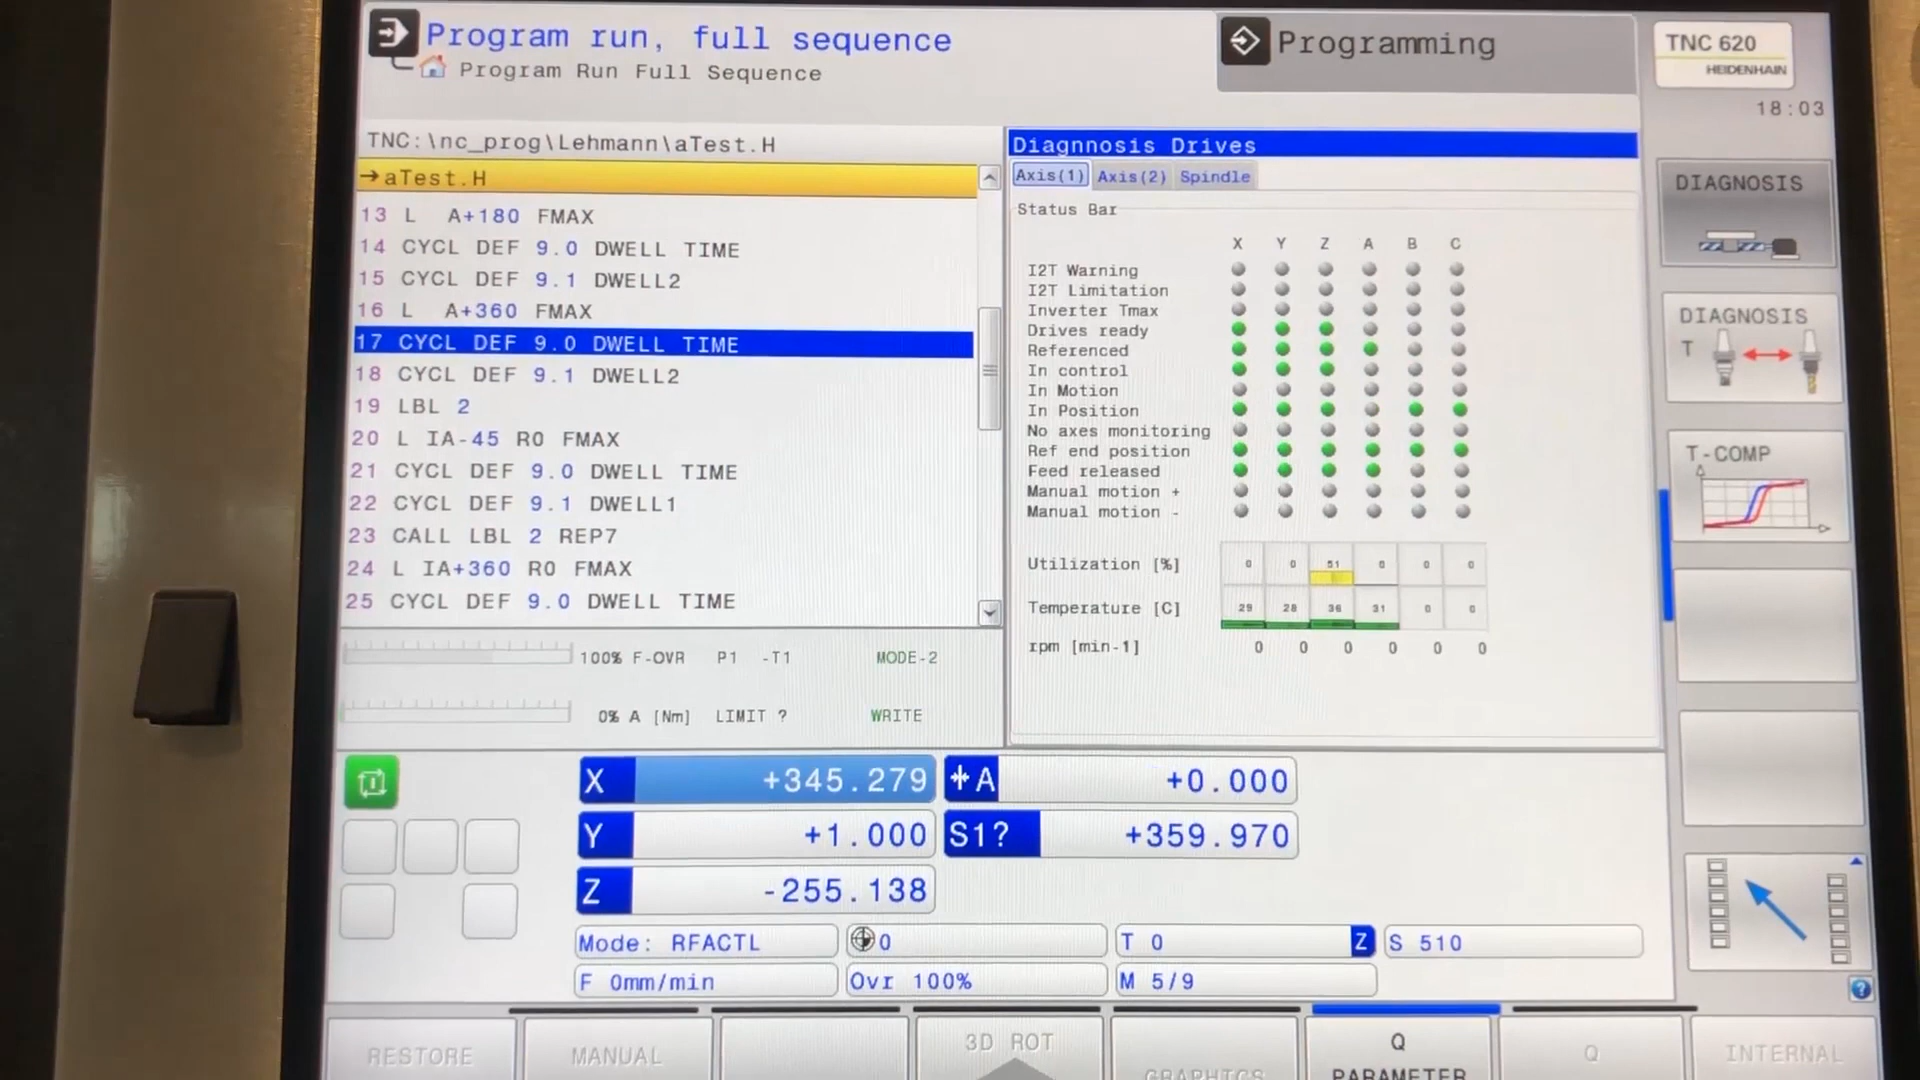 Program run, full sequence
Program Run Full Sequence
Programming
TNC 620
HEIDENHAIN
18:03
TNC:\nc_prog\Lehmann\aTest.H
→aTest.H
13 L A+180 FMAX
14 CYCL DEF 9.0 DWELL TIME
15 CYCL DEF 9.1 DWELL2
16 L A+360 FMAX
17 CYCL DEF 9.0 DWELL TIME
18 CYCL DEF 9.1 DWELL2
19 LBL 2
20 L IA-45 R0 FMAX
21 CYCL DEF 9.0 DWELL TIME
22 CYCL DEF 9.1 DWELL1
23 CALL LBL 2 REP7
24 L IA+360 R0 FMAX
25 CYCL DEF 9.0 DWELL TIME
100% F-OVR P1 -T1 MODE-2
0% A [Nm] LIMIT ? WRITE
Diagnnosis Drives
Axis(1) Axis(2) Spindle
Status Bar
X Y Z A B C
I2T Warning
I2T Limitation
Inverter Tmax
Drives ready
Referenced
In control
In Motion
In Position
No axes monitoring
Ref end position
Feed released
Manual motion +
Manual motion -
Utilization [%] 0 0 51 0 0 0
Temperature [C] 29 28 36 31 0 0
rpm [min-1] 0 0 0 0 0 0
DIAGNOSIS
DIAGNOSIS
T
T-COMP
X +345.279 A +0.000
Y +1.000 S1? +359.970
Z -255.138
Mode: RFACTL 0 T 0 Z S 510
F 0mm/min Ovr 100% M 5/9
RESTORE
MANUAL
3D ROT
GRAPHICS
Q
PARAMETER
Q
INTERNAL